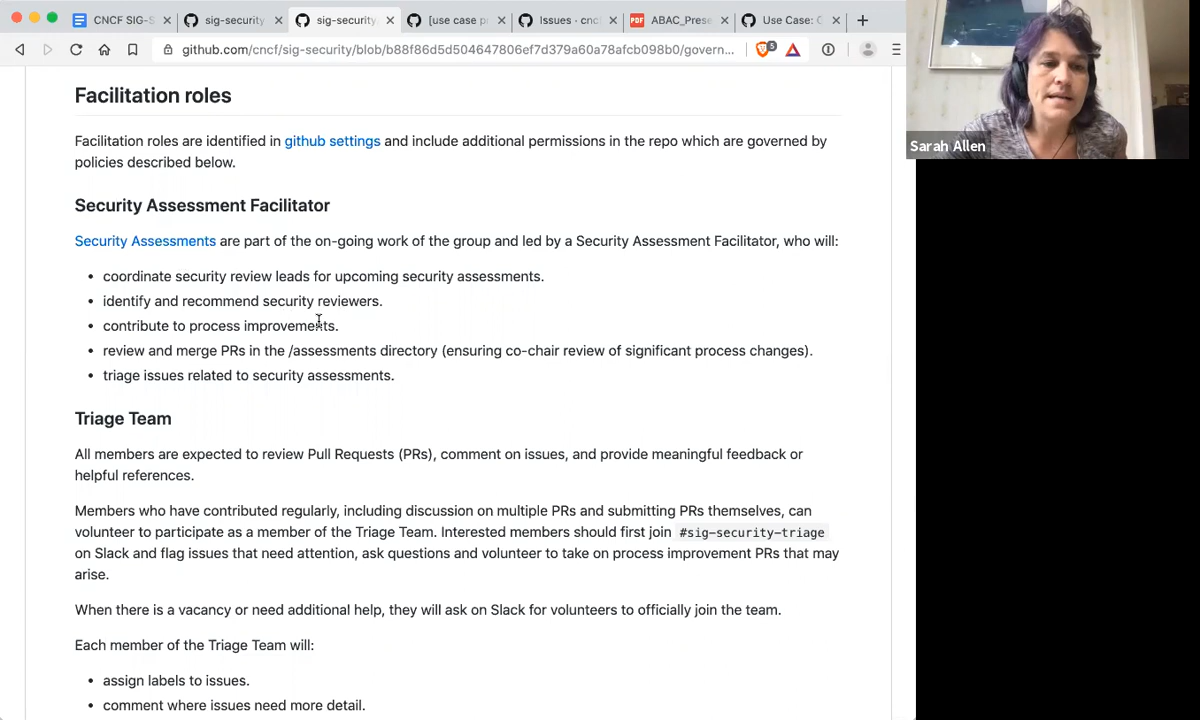 CNCF SIG-S
sig-security
sig-security
[use case p
Issues · cnc
PDF
ABAC_Prese
Use Case: C
github.com/cncf/sig-security/blob/b88f86d5d504647806ef7d379a60a78afcb098b0/govern...
5
Sarah Allen
Facilitation roles
Facilitation roles are identified in github settings and include additional permissions in the repo which are governed by
policies described below.
Security Assessment Facilitator
Security Assessments are part of the on-going work of the group and led by a Security Assessment Facilitator, who will:
• coordinate security review leads for upcoming security assessments.
• identify and recommend security reviewers.
• contribute to process improvements.
• review and merge PRs in the /assessments directory (ensuring co-chair review of significant process changes).
• triage issues related to security assessments.
Triage Team
All members are expected to review Pull Requests (PRs), comment on issues, and provide meaningful feedback or
helpful references.
Members who have contributed regularly, including discussion on multiple PRs and submitting PRs themselves, can
volunteer to participate as a member of the Triage Team. Interested members should first join #sig-security-triage
on Slack and flag issues that need attention, ask questions and volunteer to take on process improvement PRs that may
arise.
When there is a vacancy or need additional help, they will ask on Slack for volunteers to officially join the team.
Each member of the Triage Team will:
• assign labels to issues.
• comment where issues need more detail.